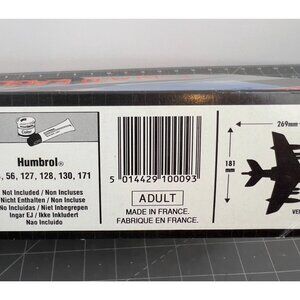 Humbrol®
56, 127, 128, 130, 171
Not Included / Non Incluses
Nicht Enthalten / Non Incluse
No Incluidas / Niet Inbegrepen
Ingår EJ / Ikke Inkludert
Nao Incluido
5 014429 100093
ADULT
MADE IN FRANCE.
FABRIQUE EN FRANCE.
269mm
181